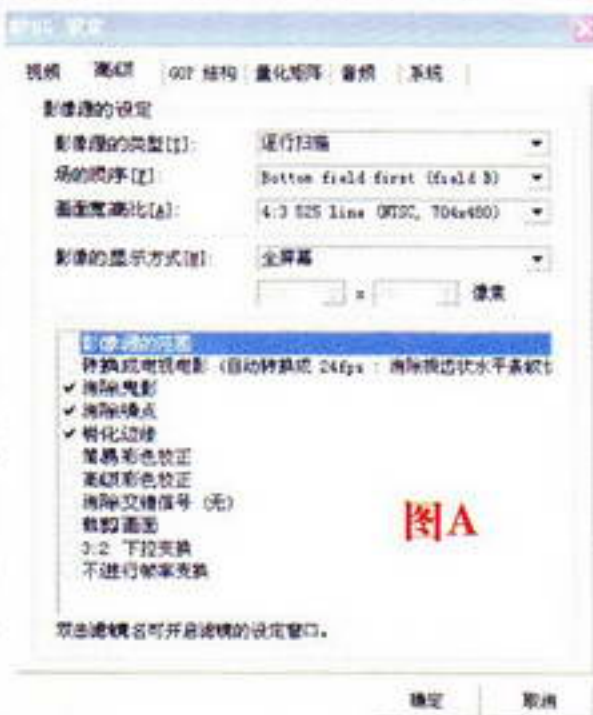 MPEG 设定
视频 高级 GOP 结构 量化矩阵 音频 系统
影像源的设定
影像源的类型[I]: 逐行扫描
场的顺序[F]: Bottom field first (field B)
画面宽高比[A]: 4:3 525 line (NTSC, 704x480)
影像的显示方式[M]: 全屏幕
x 像素
影像源的范围
转换成电视电影 (自动转换成 24fps : 消除梳齿状水平条纹
消除鬼影
消除噪点
锐化边缘
简易彩色校正
高级彩色校正
消除交错信号 (无)
裁剪画面
3:2 下拉变换
不进行帧率变换
图A
双击滤镜名可开启滤镜的设定窗口。
确定 取消